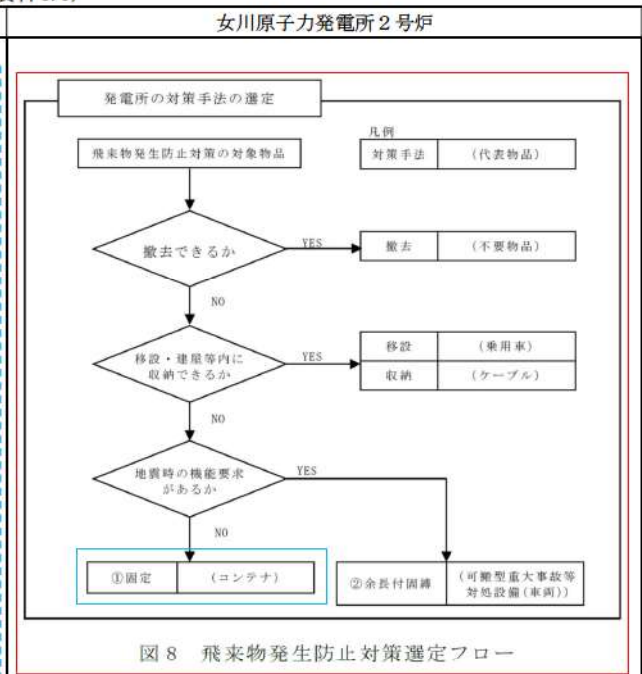 女川原子力発電所2号炉
発電所の対策手法の選定
飛来物発生防止対策の対象物品
凡例
対策手法 (代表物品)
撤去できるか
YES
撤去 (不要物品)
NO
移設・建屋等内に
収納できるか
YES
移設 (乗用車)
収納 (ケーブル)
NO
地震時の機能要求
があるか
YES
NO
①固定 (コンテナ)
②余長付固縛 (可搬型重大事故等
対処設備(車両))
図8 飛来物発生防止対策選定フロー